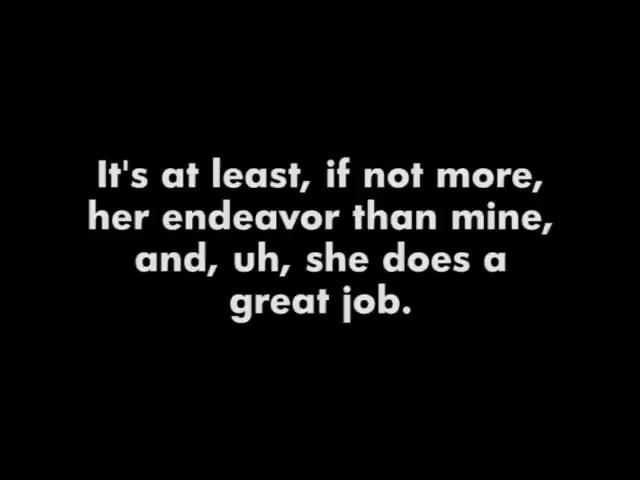 It's at least, if not more,
her endeavor than mine,
and, uh, she does a
great job.